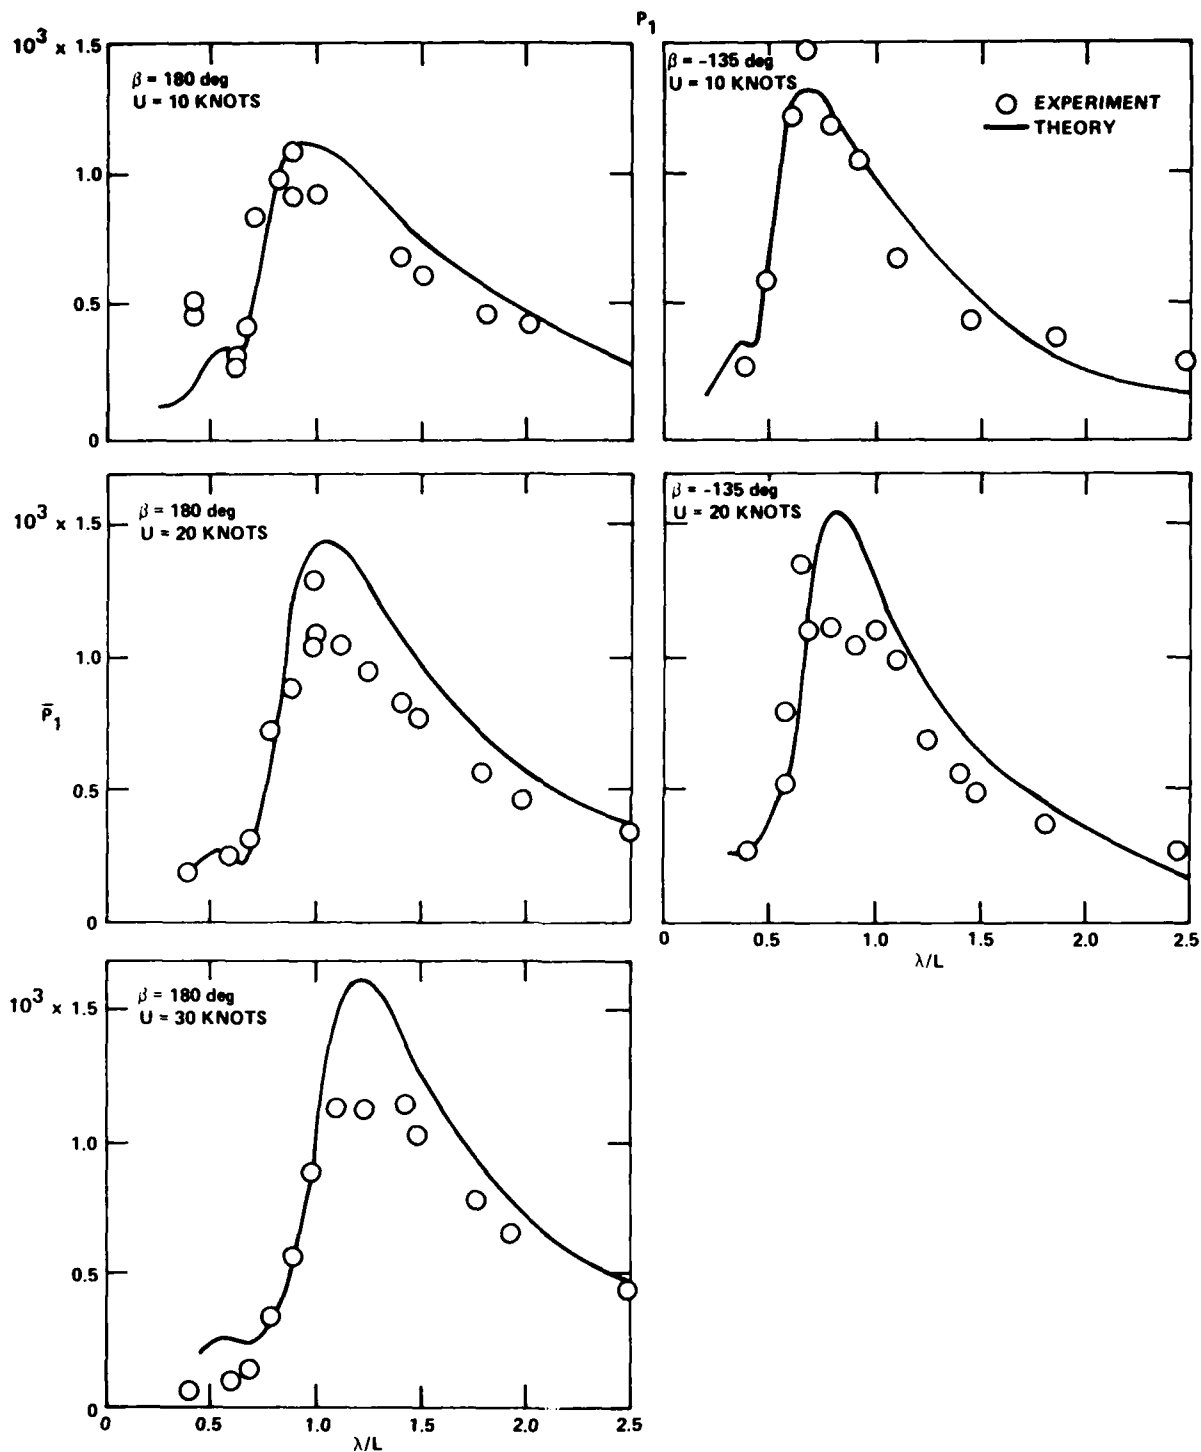 P₁
10³ x 1.5
1.0
0.5
0
β = 180 deg
U = 10 KNOTS
β = -135 deg
U = 10 KNOTS
EXPERIMENT
THEORY
10³ x 1.5
1.0
P̄₁
0.5
0
β = 180 deg
U = 20 KNOTS
β = -135 deg
U = 20 KNOTS
0 0.5 1.0 1.5 2.0 2.5
λ/L
10³ x 1.5
1.0
0.5
0
β = 180 deg
U = 30 KNOTS
0.5 1.0 1.5 2.0 2.5
λ/L